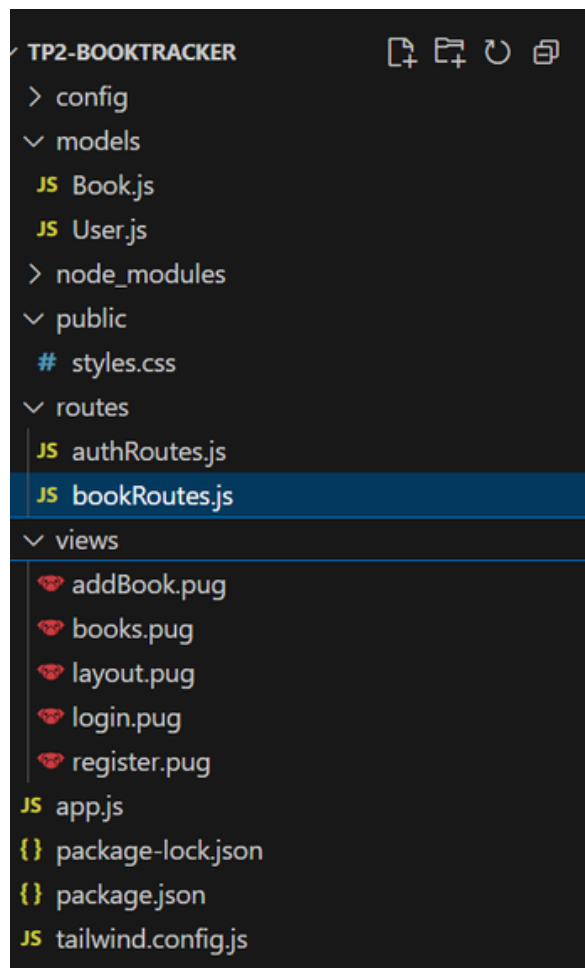 TP2-BOOKTRACKER
config
models
JS Book.js
JS User.js
node_modules
public
# styles.css
routes
JS authRoutes.js
JS bookRoutes.js
views
addBook.pug
books.pug
layout.pug
login.pug
register.pug
JS app.js
{} package-lock.json
{} package.json
JS tailwind.config.js